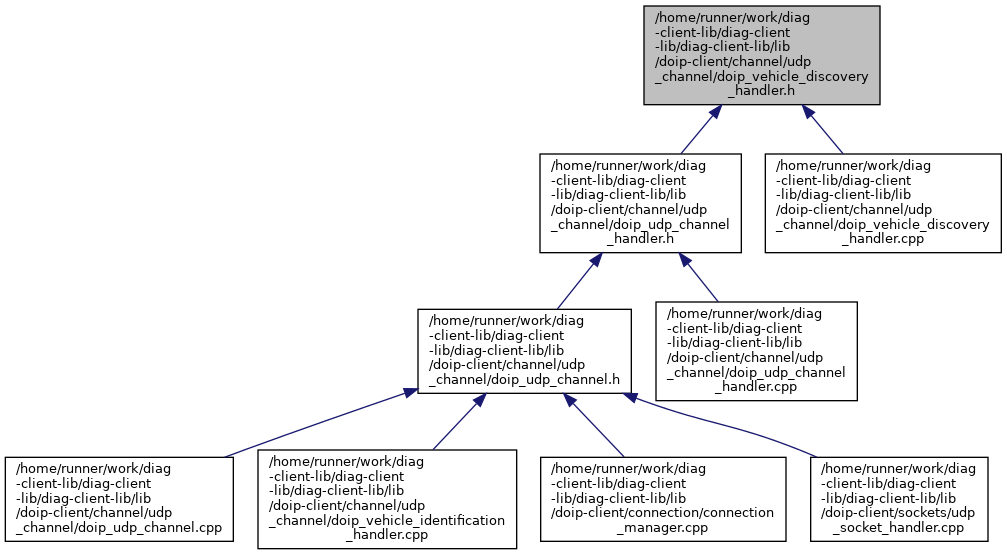 /home/runner/work/diag
-client-lib/diag-client
-lib/diag-client-lib/lib
/doip-client/channel/udp
_channel/doip_vehicle_discovery
_handler.h
/home/runner/work/diag
-client-lib/diag-client
-lib/diag-client-lib/lib
/doip-client/channel/udp
_channel/doip_udp_channel
_handler.h
/home/runner/work/diag
-client-lib/diag-client
-lib/diag-client-lib/lib
/doip-client/channel/udp
_channel/doip_vehicle_discovery
_handler.cpp
/home/runner/work/diag
-client-lib/diag-client
-lib/diag-client-lib/lib
/doip-client/channel/udp
_channel/doip_udp_channel.h
/home/runner/work/diag
-client-lib/diag-client
-lib/diag-client-lib/lib
/doip-client/channel/udp
_channel/doip_udp_channel
_handler.cpp
/home/runner/work/diag
-client-lib/diag-client
-lib/diag-client-lib/lib
/doip-client/channel/udp
_channel/doip_udp_channel.cpp
/home/runner/work/diag
-client-lib/diag-client
-lib/diag-client-lib/lib
/doip-client/channel/udp
_channel/doip_vehicle_identification
_handler.cpp
/home/runner/work/diag
-client-lib/diag-client
-lib/diag-client-lib/lib
/doip-client/connection/connection
_manager.cpp
/home/runner/work/diag
-client-lib/diag-client
-lib/diag-client-lib/lib
/doip-client/sockets/udp
_socket_handler.cpp